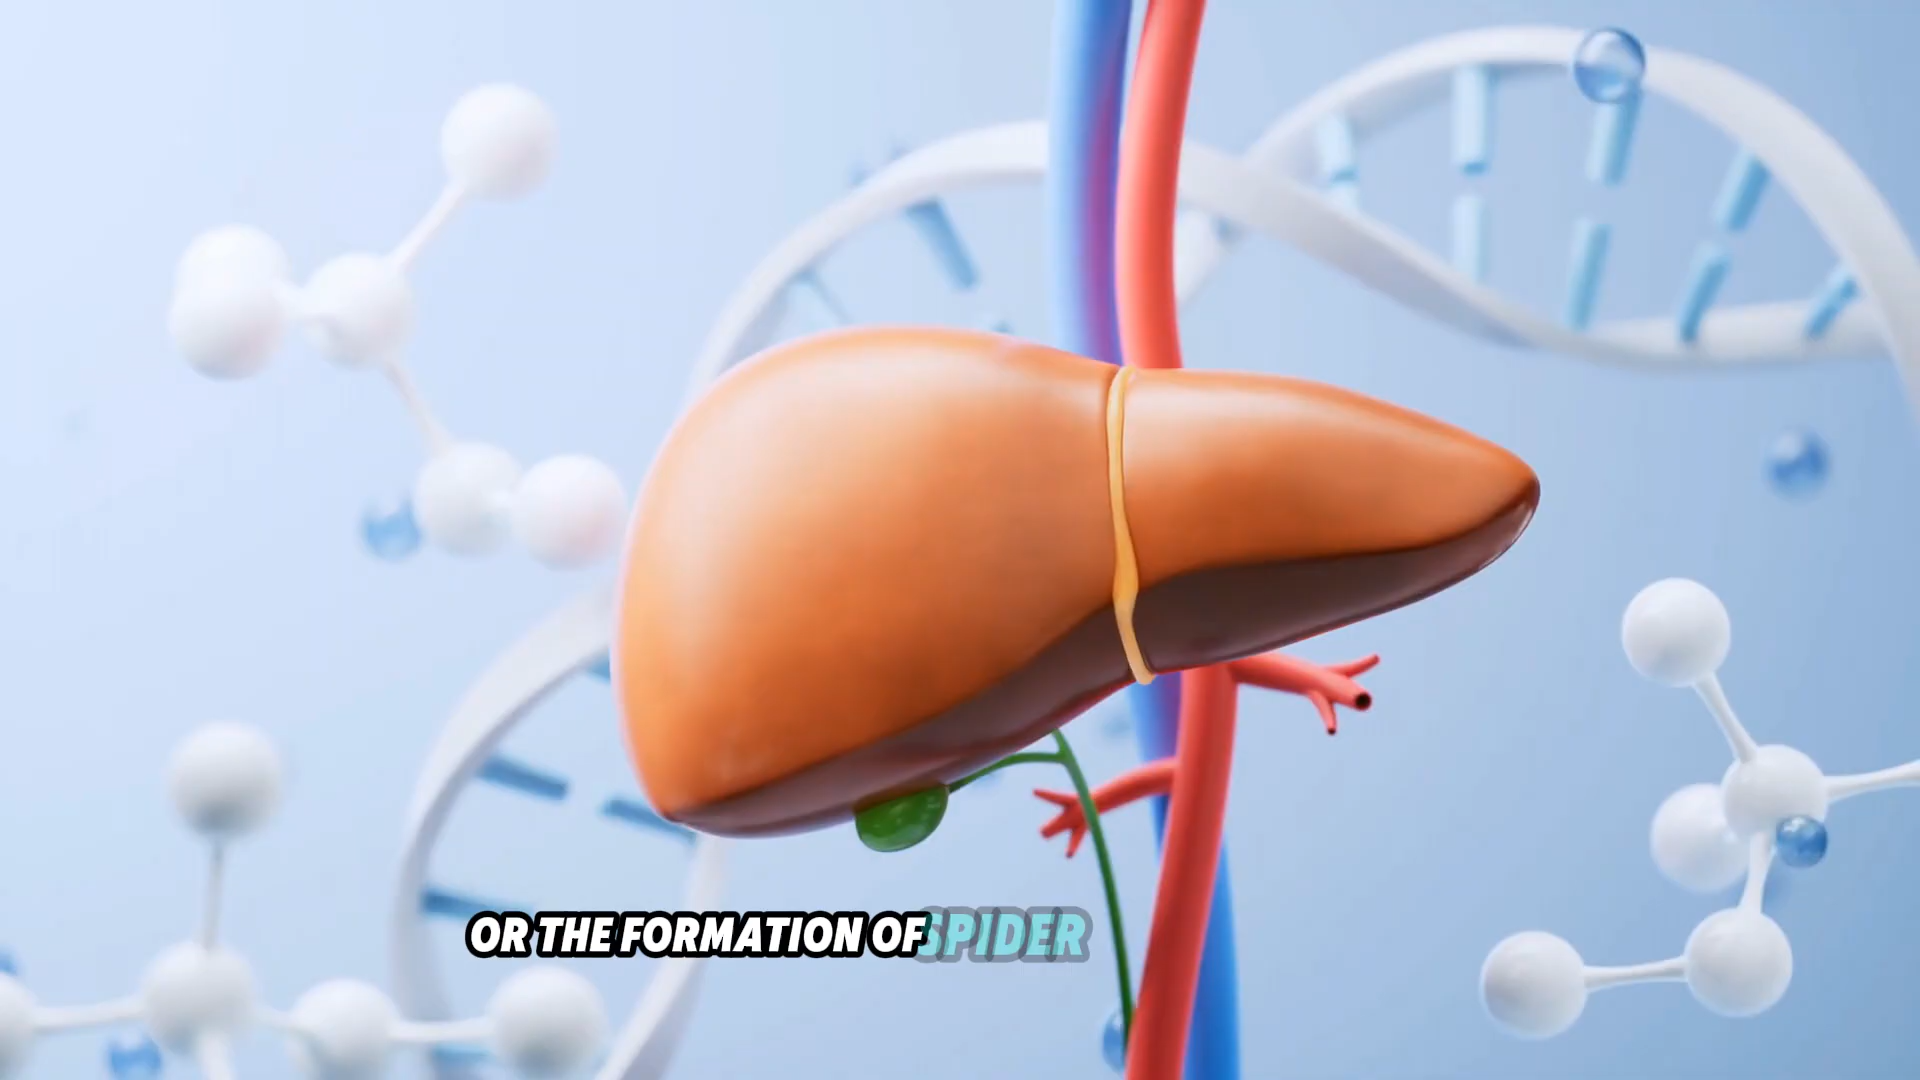 OR THE FORMATION OF SPIDER